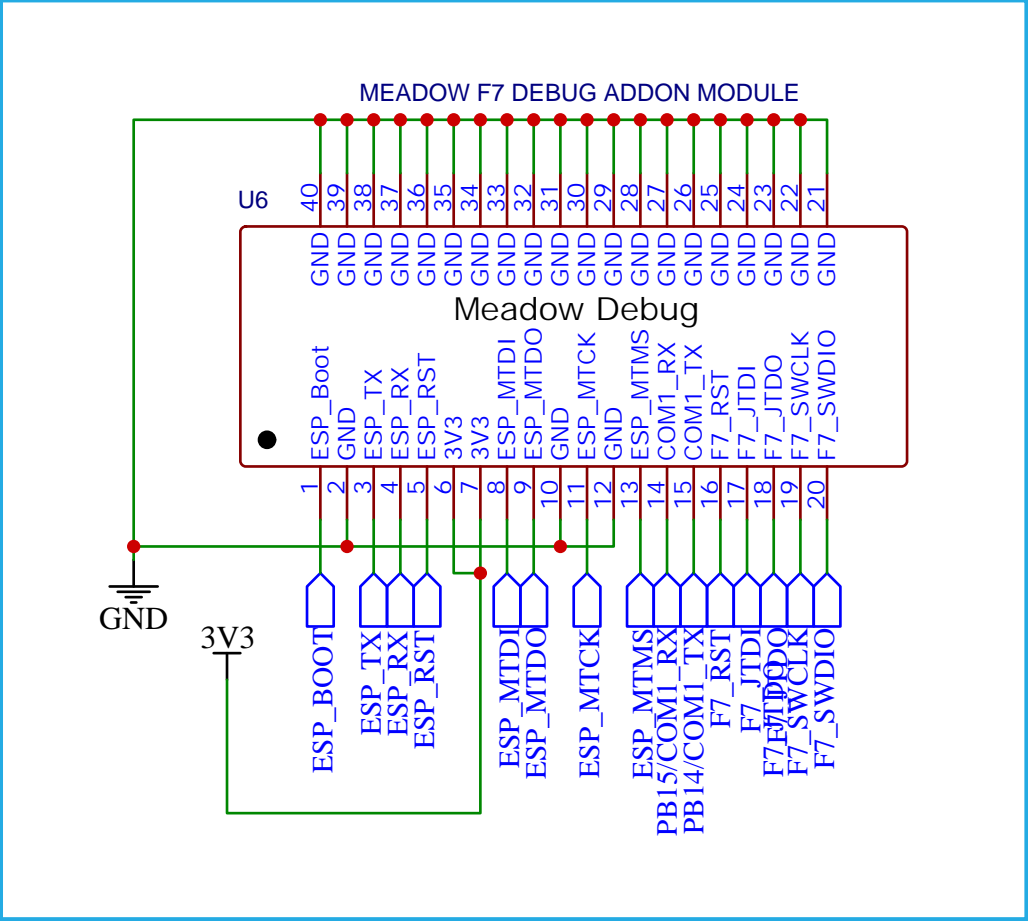 MEADOW F7 DEBUG ADDON MODULE
U6
40 39 38 37 36 35 34 33 32 31 30 29 28 27 26 25 24 23 22 21
GND GND GND GND GND GND GND GND GND GND GND GND GND GND GND GND GND GND GND GND
Meadow Debug
ESP_Boot GND ESP_TX ESP_RX ESP_RST 3V3 3V3 ESP_MTDI ESP_MTDO GND ESP_MTCK GND ESP_MTMS COM1_RX COM1_TX F7_RST F7_JTDI F7_JTDO F7_SWCLK F7_SWDIO
1 2 3 4 5 6 7 8 9 10 11 12 13 14 15 16 17 18 19 20
GND
3V3
ESP_BOOT
ESP_TX
ESP_RX
ESP_RST
ESP_MTDI
ESP_MTDO
ESP_MTCK
ESP_MTMS
PB15/COM1_RX
PB14/COM1_TX
F7_RST
F7_JTDI
F7_JTDO
F7_SWCLK
F7_SWDIO